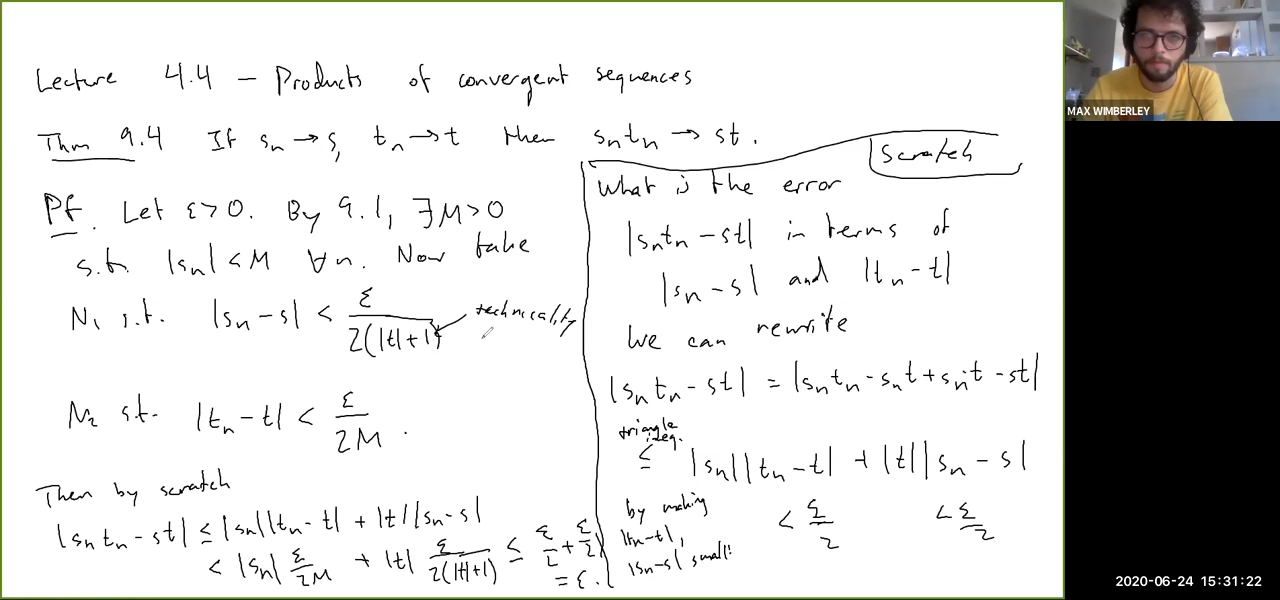 Lecture 4.4 – Products of convergent sequences
Thm 9.4 If sₙ → s, tₙ → t then sₙtₙ → st.
Pf. Let ε > 0. By 9.1, ∃ M > 0
s.t. |sₙ| < M ∀n. Now take
N₁ s.t. |sₙ - s| < ε / 2(|t|+1) technicality
N₂ st. |tₙ - t| < ε / 2M .
Then by scratch
|sₙtₙ - st| ≤ |sₙ||tₙ - t| + |t||sₙ - s|
< |sₙ| ε/2M + |t| ε/2(|t|+1) ≤ ε/2 + ε/2
= ε.
Scratch
What is the error
|sₙtₙ - st| in terms of
|sₙ - s| and |tₙ - t|
We can rewrite
|sₙtₙ - st| = |sₙtₙ - sₙt + sₙt - st|
triangle
ineq.
≤ |sₙ||tₙ - t| + |t||sₙ - s|
< ε/2 < ε/2
by making
|tₙ - t|,
|sₙ - s| small!
MAX WIMBERLEY
2020-06-24 15:31:22